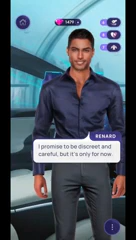 1479
RENARD
I promise to be discreet and
careful, but it's only for now